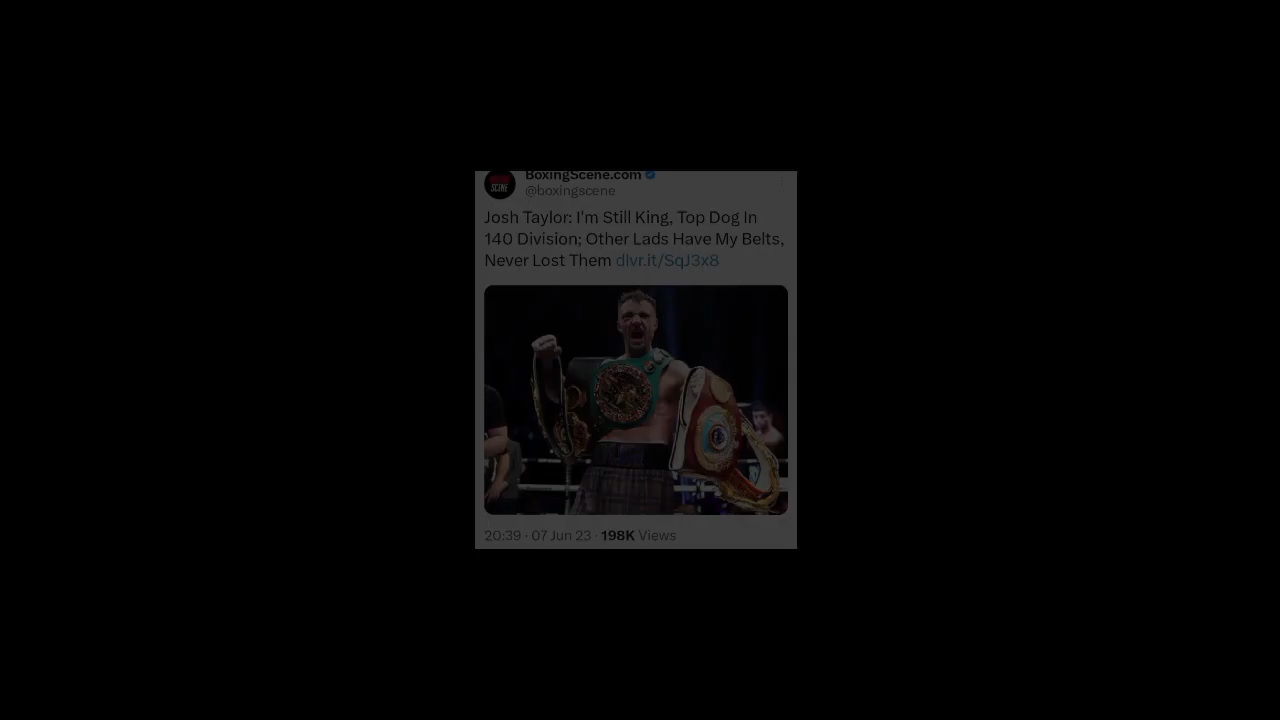 BoxingScene.com
SCENE
@boxingscene
Josh Taylor: I'm Still King, Top Dog In
140 Division; Other Lads Have My Belts,
Never Lost Them dlvr.it/SqJ3x8
20:39 · 07 Jun 23 · 198K Views